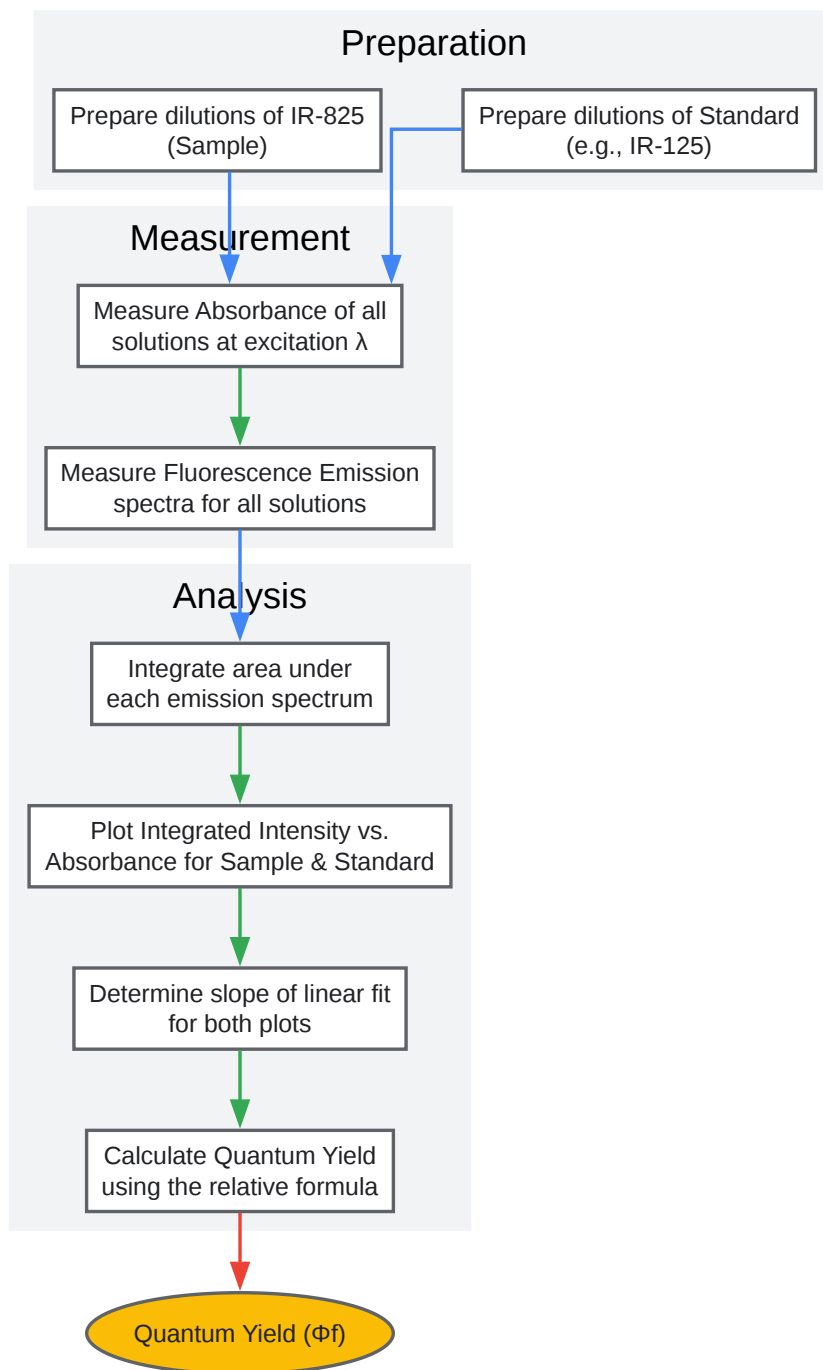 Preparation
Prepare dilutions of IR-825
(Sample)
Prepare dilutions of Standard
(e.g., IR-125)
Measurement
Measure Absorbance of all
solutions at excitation λ
Measure Fluorescence Emission
spectra for all solutions
Analysis
Integrate area under
each emission spectrum
Plot Integrated Intensity vs.
Absorbance for Sample & Standard
Determine slope of linear fit
for both plots
Calculate Quantum Yield
using the relative formula
Quantum Yield (Φf)